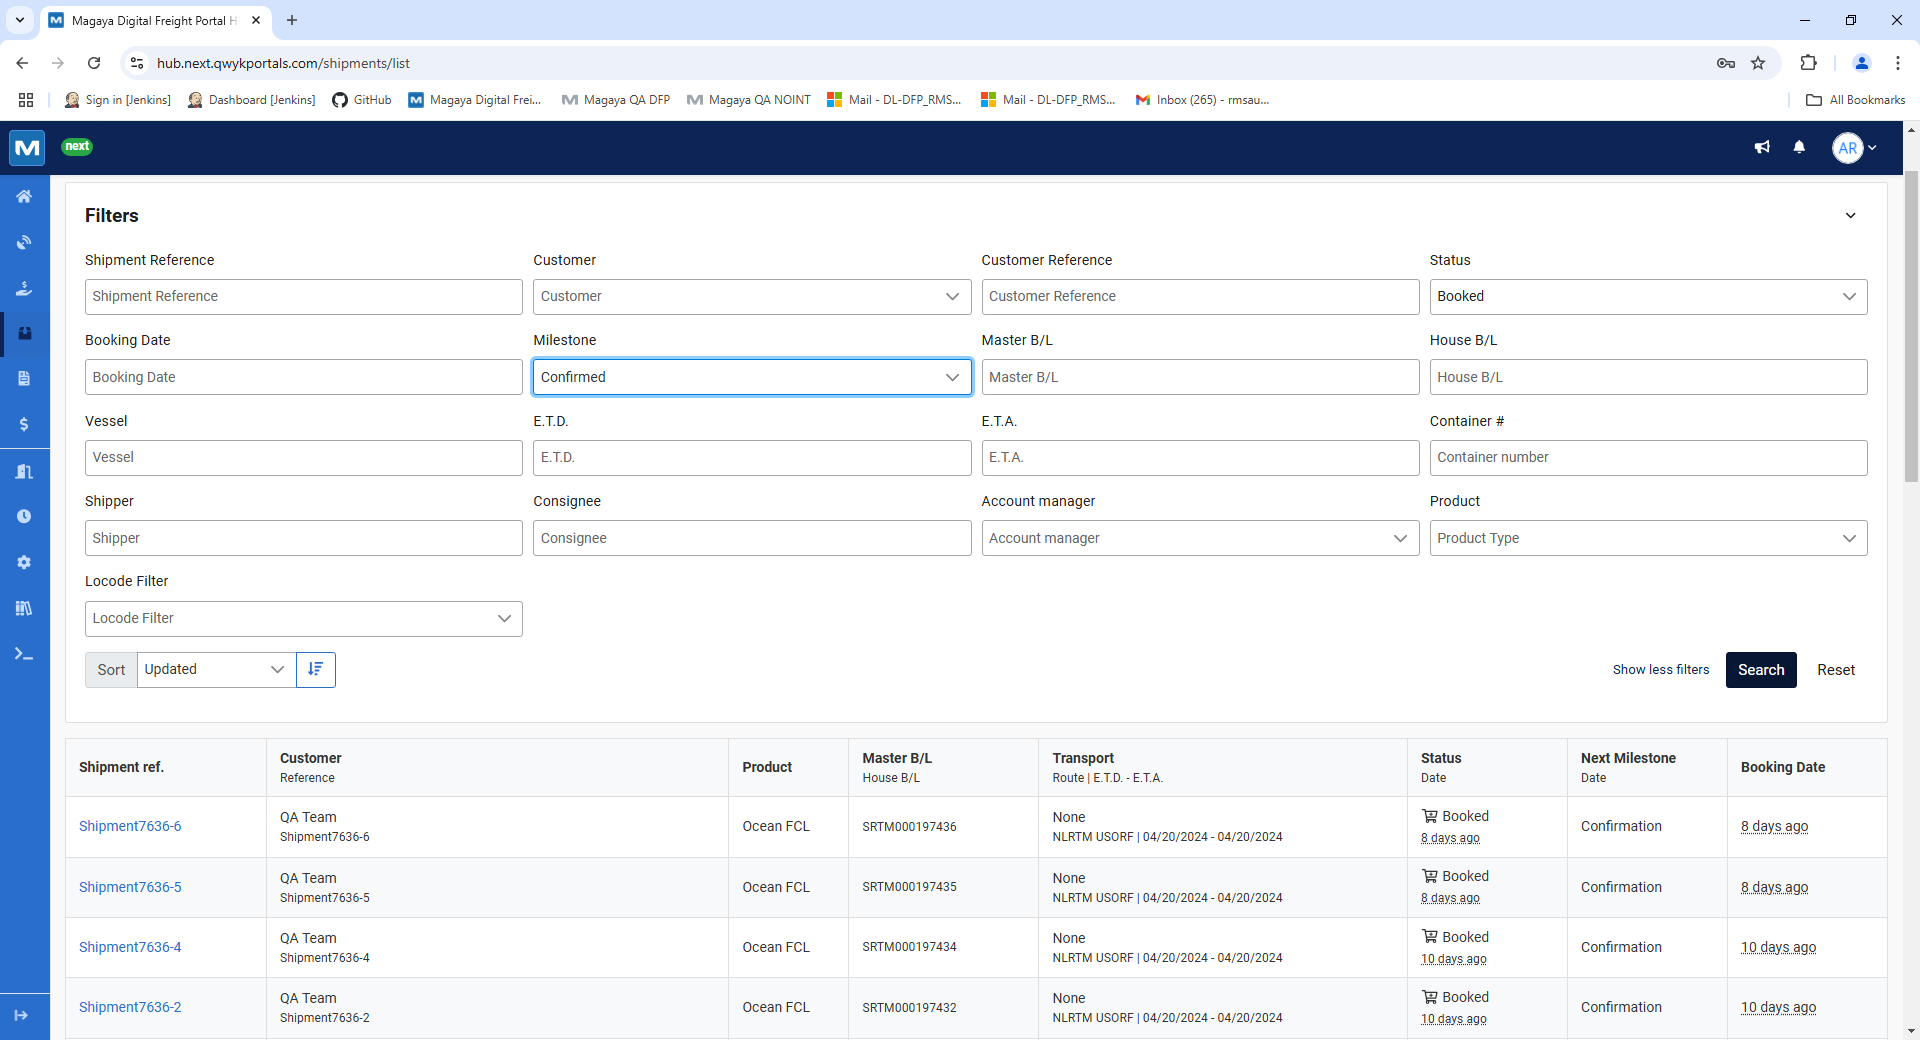 Magaya Digital Freight Portal H
hub.next.qwykportals.com/shipments/list
Sign in [Jenkins]
Dashboard [Jenkins]
GitHub
Magaya Digital Frei...
Magaya QA DFP
Magaya QA NOINT
Mail - DL-DFP_RMS...
Mail - DL-DFP_RMS...
Inbox (265) - rmsau...
All Bookmarks
next
AR
Filters
Shipment Reference
Customer
Customer Reference
Status
Shipment Reference
Customer
Customer Reference
Booked
Booking Date
Milestone
Master B/L
House B/L
Booking Date
Confirmed
Master B/L
House B/L
Vessel
E.T.D.
E.T.A.
Container #
Vessel
E.T.D.
E.T.A.
Container number
Shipper
Consignee
Account manager
Product
Shipper
Consignee
Account manager
Product Type
Locode Filter
Locode Filter
Sort
Updated
Show less filters
Search
Reset
Shipment ref.
Customer
Reference
Product
Master B/L
House B/L
Transport
Route | E.T.D. - E.T.A.
Status
Date
Next Milestone
Date
Booking Date
Shipment7636-6
QA Team
Shipment7636-6
Ocean FCL
SRTM000197436
None
NLRTM USORF | 04/20/2024 - 04/20/2024
Booked
8 days ago
Confirmation
8 days ago
Shipment7636-5
QA Team
Shipment7636-5
Ocean FCL
SRTM000197435
None
NLRTM USORF | 04/20/2024 - 04/20/2024
Booked
8 days ago
Confirmation
8 days ago
Shipment7636-4
QA Team
Shipment7636-4
Ocean FCL
SRTM000197434
None
NLRTM USORF | 04/20/2024 - 04/20/2024
Booked
10 days ago
Confirmation
10 days ago
Shipment7636-2
QA Team
Shipment7636-2
Ocean FCL
SRTM000197432
None
NLRTM USORF | 04/20/2024 - 04/20/2024
Booked
10 days ago
Confirmation
10 days ago